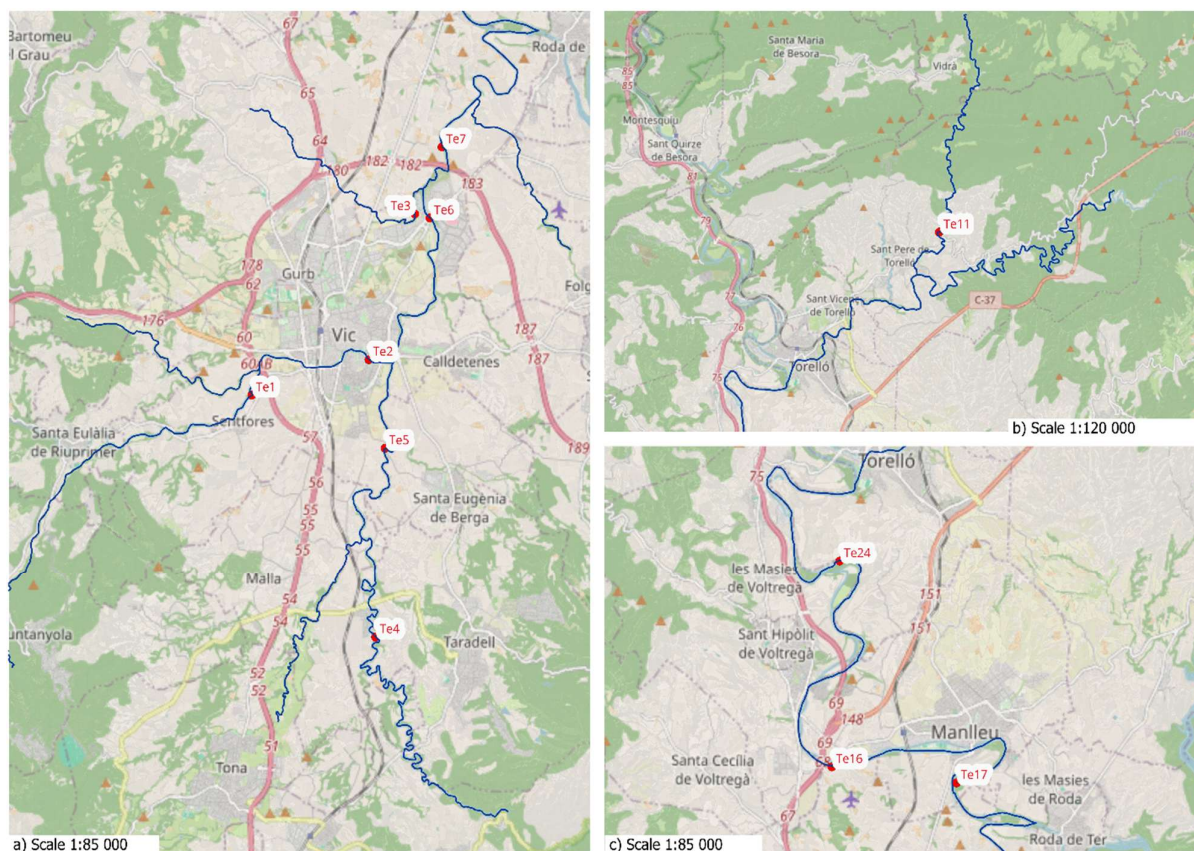 67
Bartomeu
el Grau
Roda de
65
64
182
182
180
Te7
183
Te3
Te6
178
62
Gurb
Folg
176
60
Vic
187
187
60 B
Te2
Calldetenes
Te1
Sentfores
Santa Eulàlia
de Riuprimer
57
189
Te5
56
Santa Eugènia
de Berga
55
55
55
Malla
54
54
untanyola
Te4
Taradell
52
52
51
Tona
a) Scale 1:85 000
Santa Maria
de Besora
Vidrà
85
85
Montesquiu
Sant Quirze
de Besora
81
79
Te11
Sant Pere de
Torelló
77
76
Sant Vicenç
de Torelló
C-37
75
Torelló
b) Scale 1:120 000
75
Torelló
Te24
les Masies
de Voltregà
151
151
Sant Hipòlit
de Voltregà
69
148
69
Manlleu
Santa Cecília
de Voltregà
Te16
Te17
les Masies
de Roda
67
Roda de Ter
c) Scale 1:85 000